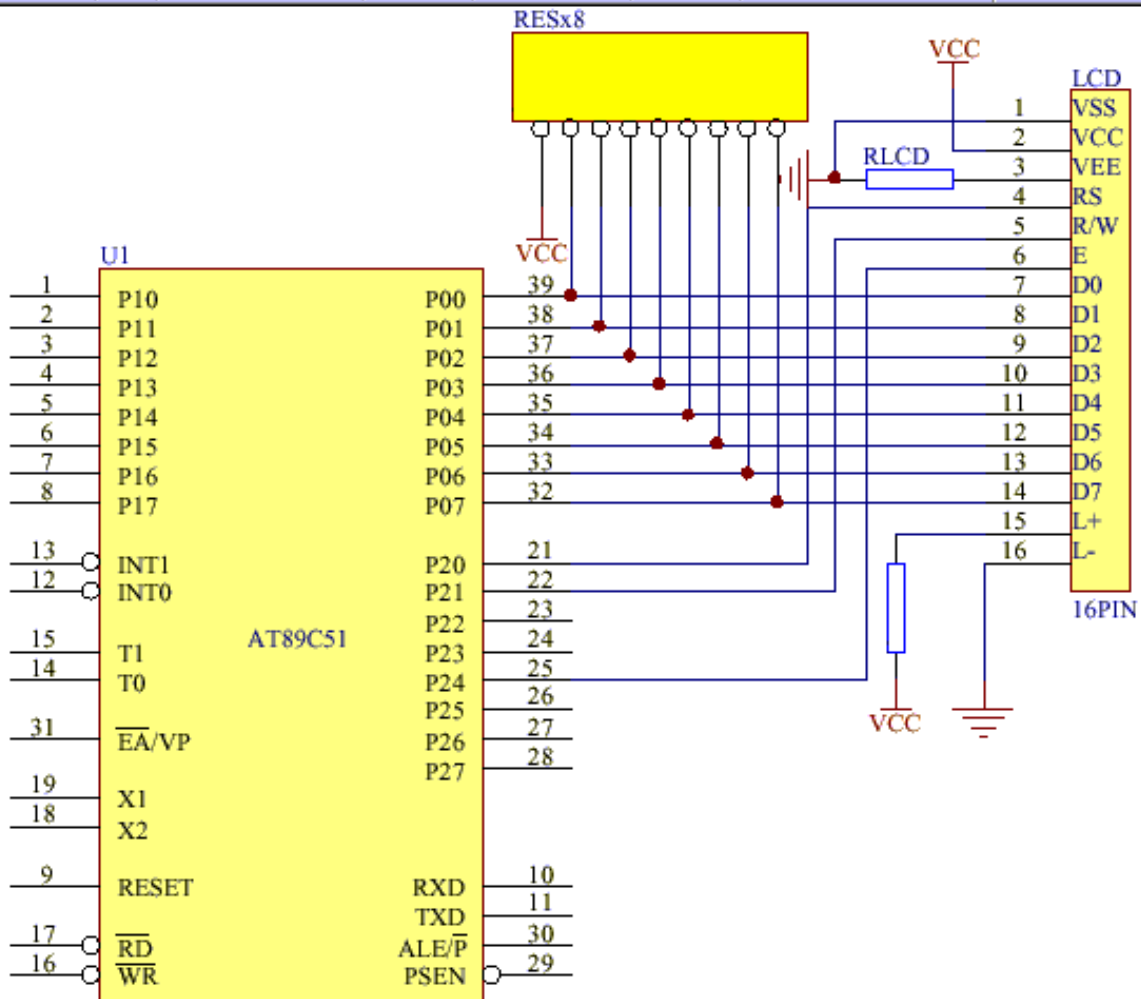 RESx8
VCC
LCD
1 VSS
2 VCC
RLCD
3 VEE
4 RS
5 R/W
VCC
U1
6 E
1 P10 P00 39 7 D0
2 P11 P01 38 8 D1
3 P12 P02 37 9 D2
4 P13 P03 36 10 D3
5 P14 P04 35 11 D4
6 P15 P05 34 12 D5
7 P16 P06 33 13 D6
8 P17 P07 32 14 D7
15 L+
13 INT1 P20 21 16 L-
12 INT0 P21 22
16PIN
P22 23
AT89C51
15 T1 P23 24
14 T0 P24 25
P25 26
VCC
31 EA/VP P26 27
P27 28
19 X1
18 X2
9 RESET RXD 10
TXD 11
17 RD ALE/P 30
16 WR PSEN 29